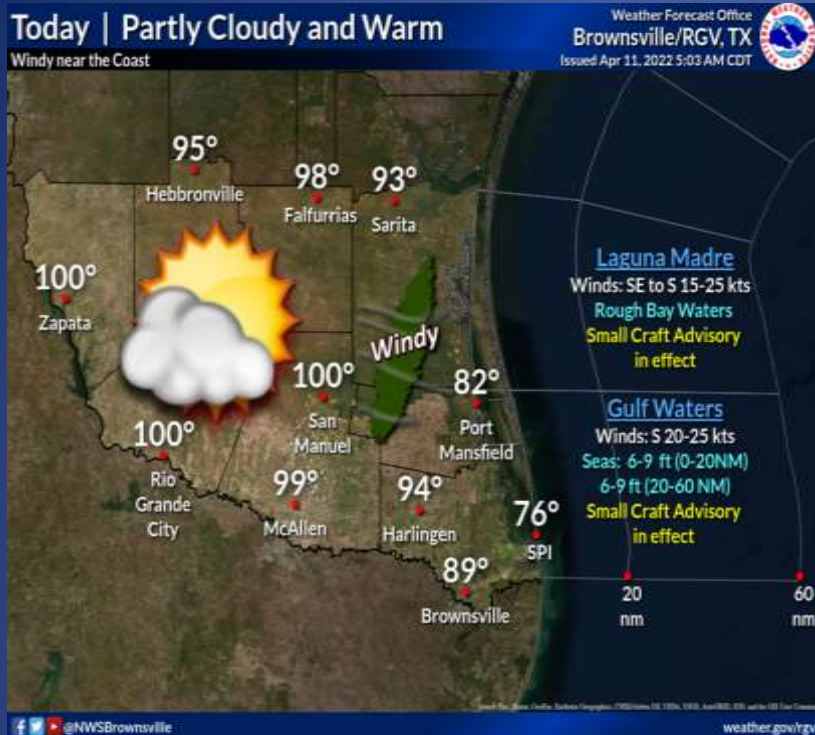 Today | Partly Cloudy and Warm
Windy near the Coast
Weather Forecast Office
Brownsville/RGV, TX
Issued Apr 11, 2022 5:03 AM CDT
95°
Hebbronville
98°
Falfurrias
93°
Sarita
100°
Zapata
Windy
100°
San
Manuel
82°
Port
Mansfield
100°
Rio
Grande
City
99°
McAllen
94°
Harlingen
76°
SPI
89°
Brownsville
Laguna Madre
Winds: SE to S 15-25 kts
Rough Bay Waters
Small Craft Advisory
in effect
Gulf Waters
Winds: S 20-25 kts
Seas: 6-9 ft (0-20NM)
6-9 ft (20-60 NM)
Small Craft Advisory
in effect
20
nm
60
nm
@NWSBrownsville
weather.gov/rgv